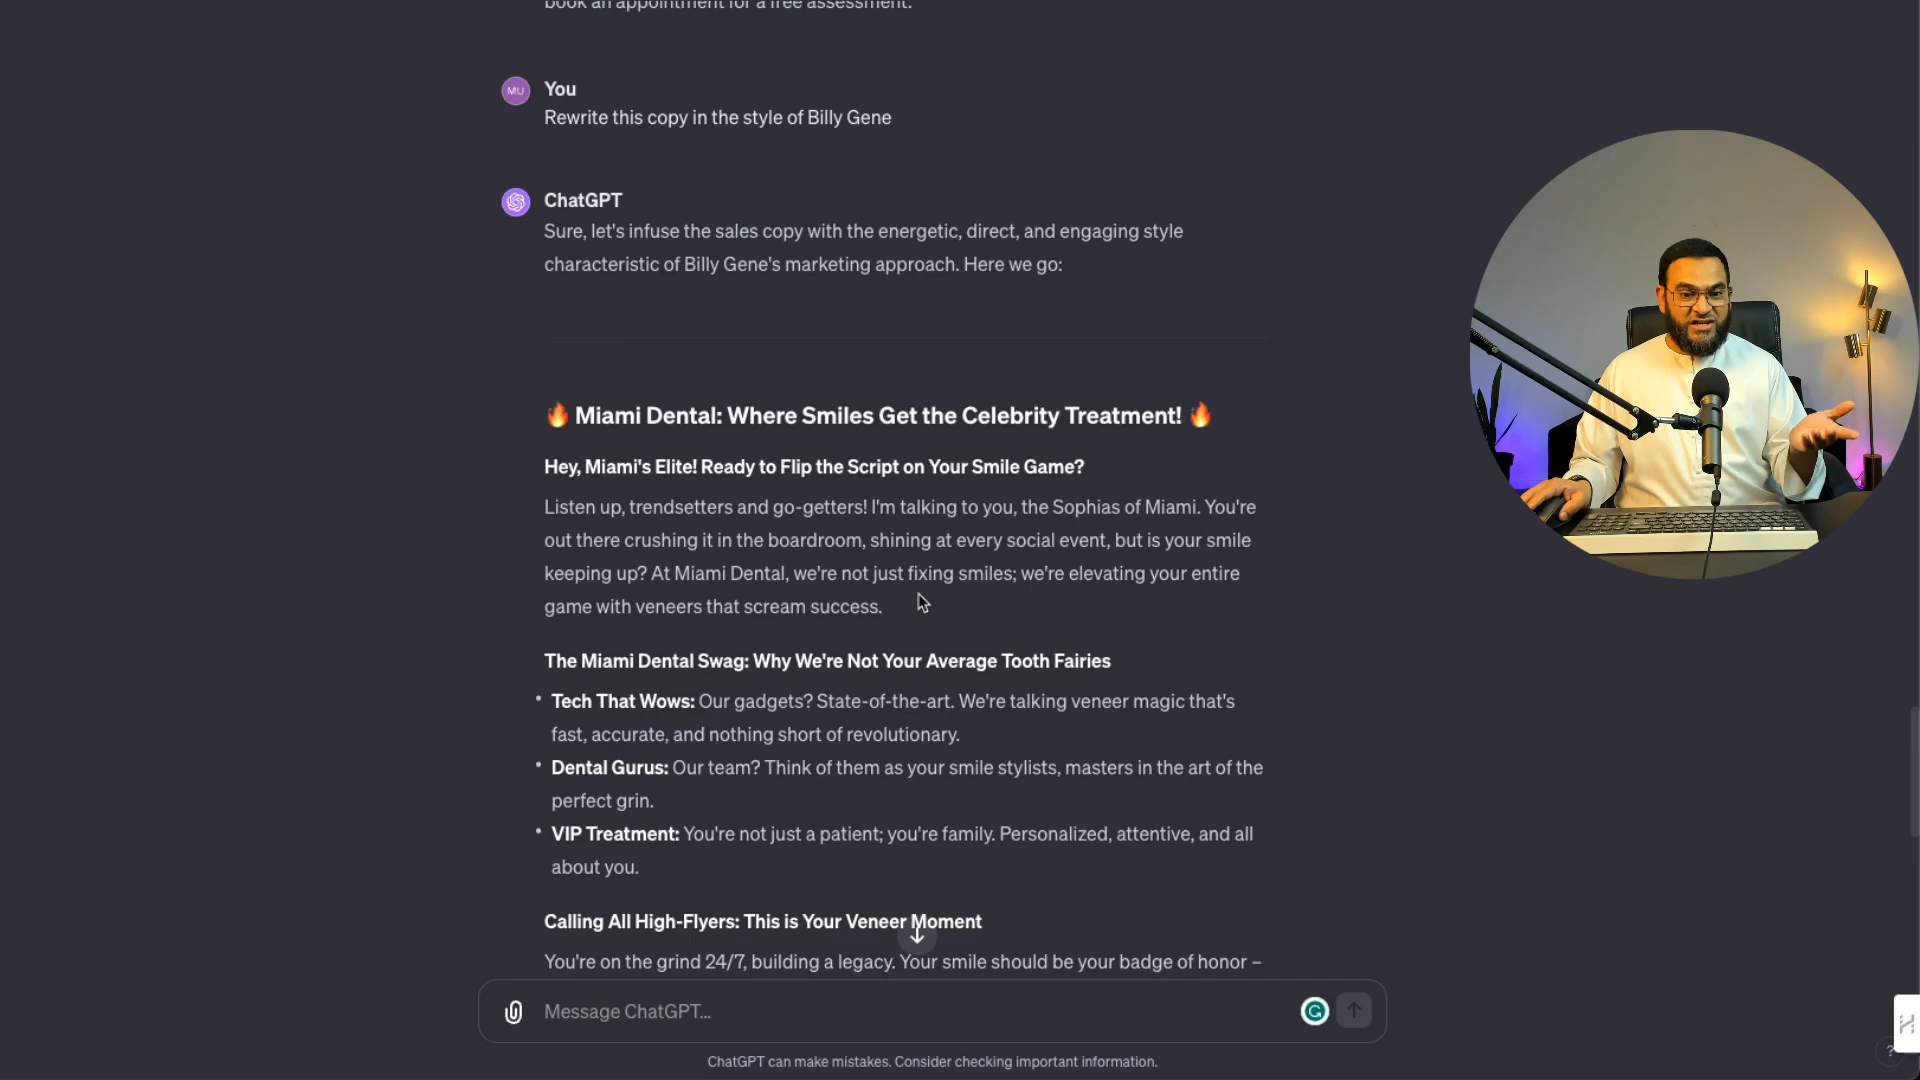 book an appointment for a free assessment.
MU
You
Rewrite this copy in the style of Billy Gene
ChatGPT
Sure, let's infuse the sales copy with the energetic, direct, and engaging style
characteristic of Billy Gene's marketing approach. Here we go:
🔥 Miami Dental: Where Smiles Get the Celebrity Treatment! 🔥
Hey, Miami's Elite! Ready to Flip the Script on Your Smile Game?
Listen up, trendsetters and go-getters! I'm talking to you, the Sophias of Miami. You're
out there crushing it in the boardroom, shining at every social event, but is your smile
keeping up? At Miami Dental, we're not just fixing smiles; we're elevating your entire
game with veneers that scream success.
The Miami Dental Swag: Why We're Not Your Average Tooth Fairies
• Tech That Wows: Our gadgets? State-of-the-art. We're talking veneer magic that's
fast, accurate, and nothing short of revolutionary.
• Dental Gurus: Our team? Think of them as your smile stylists, masters in the art of the
perfect grin.
• VIP Treatment: You're not just a patient; you're family. Personalized, attentive, and all
about you.
Calling All High-Flyers: This is Your Veneer Moment
You're on the grind 24/7, building a legacy. Your smile should be your badge of honor –
Message ChatGPT...
ChatGPT can make mistakes. Consider checking important information.
?